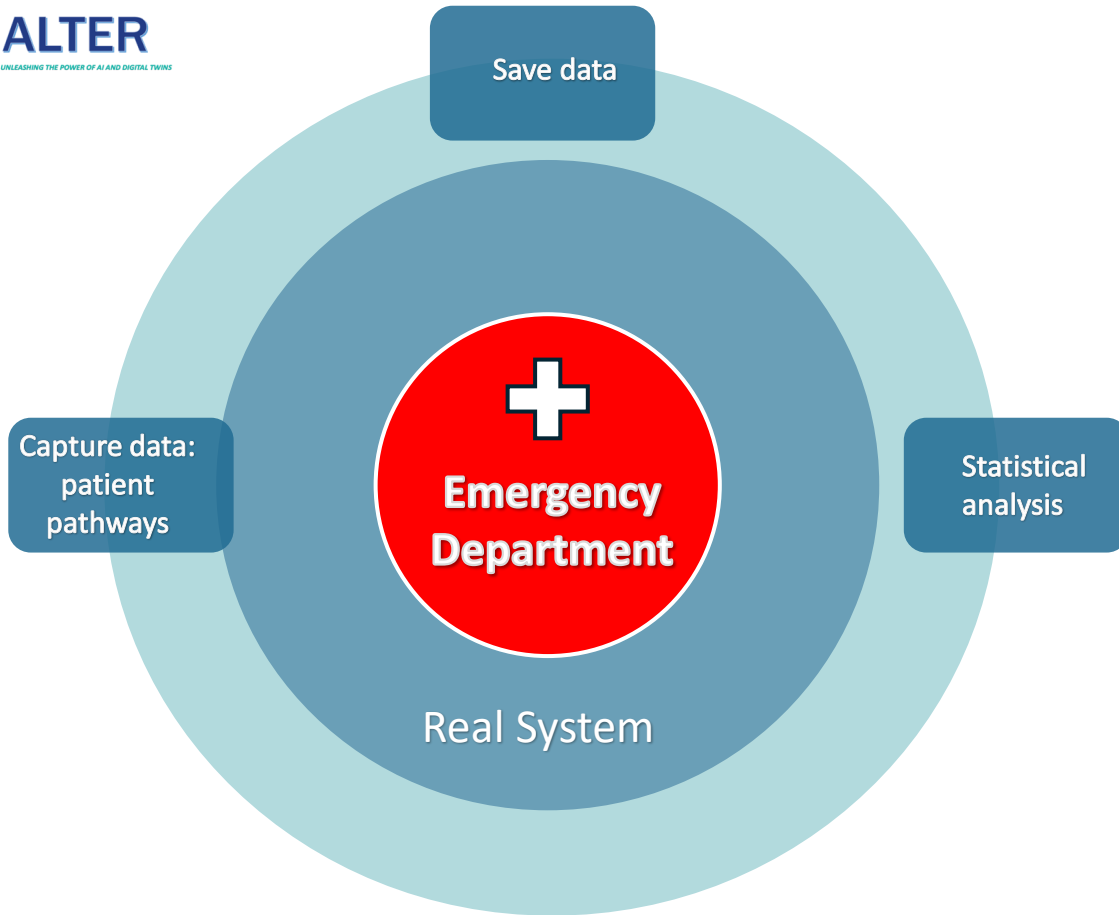 ALTER
UNLEASHING THE POWER OF AI AND DIGITAL TWINS
Save data
Capture data:
patient
pathways
Statistical
analysis
Emergency
Department
Real System